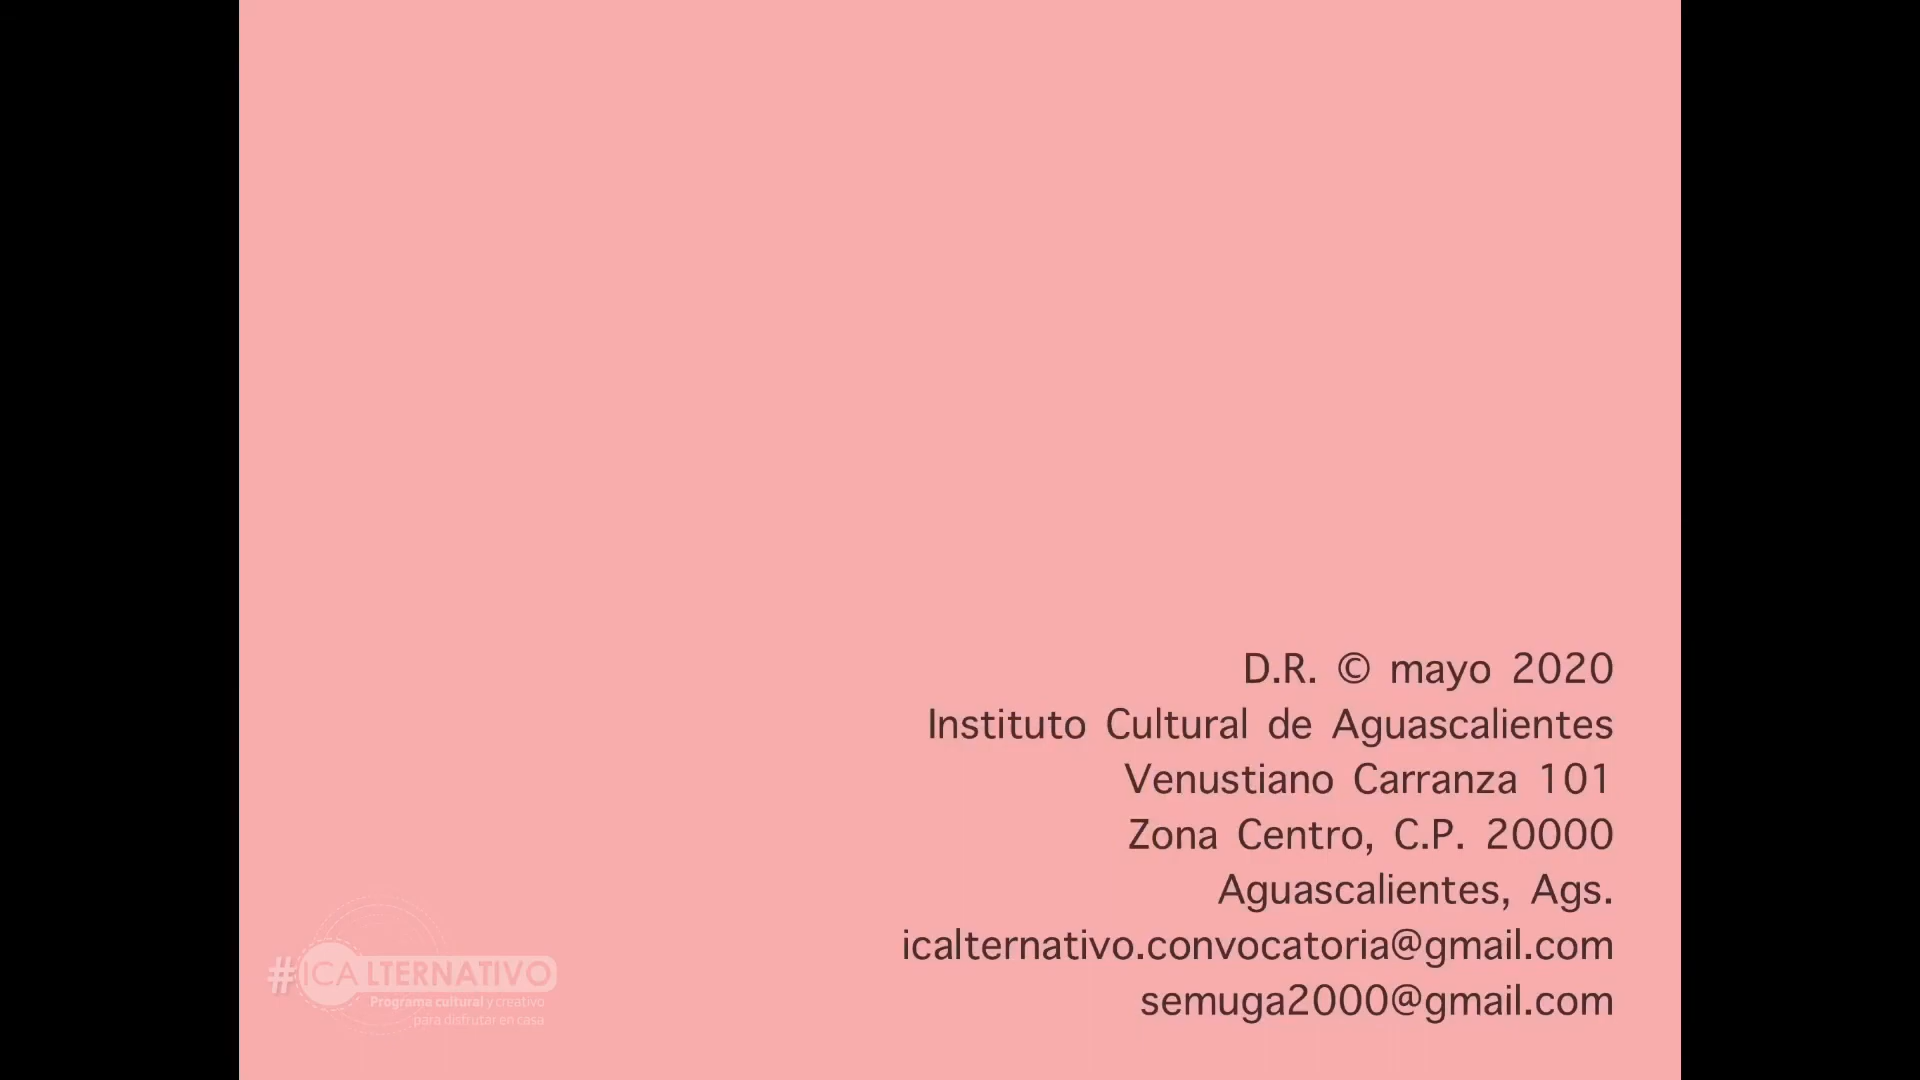 D.R. © mayo 2020
Instituto Cultural de Aguascalientes
Venustiano Carranza 101
Zona Centro, C.P. 20000
Aguascalientes, Ags.
icalternativo.convocatoria@gmail.com
semuga2000@gmail.com
#ICALTERNATIVO
Programa cultural y creativo
para disfrutar en casa